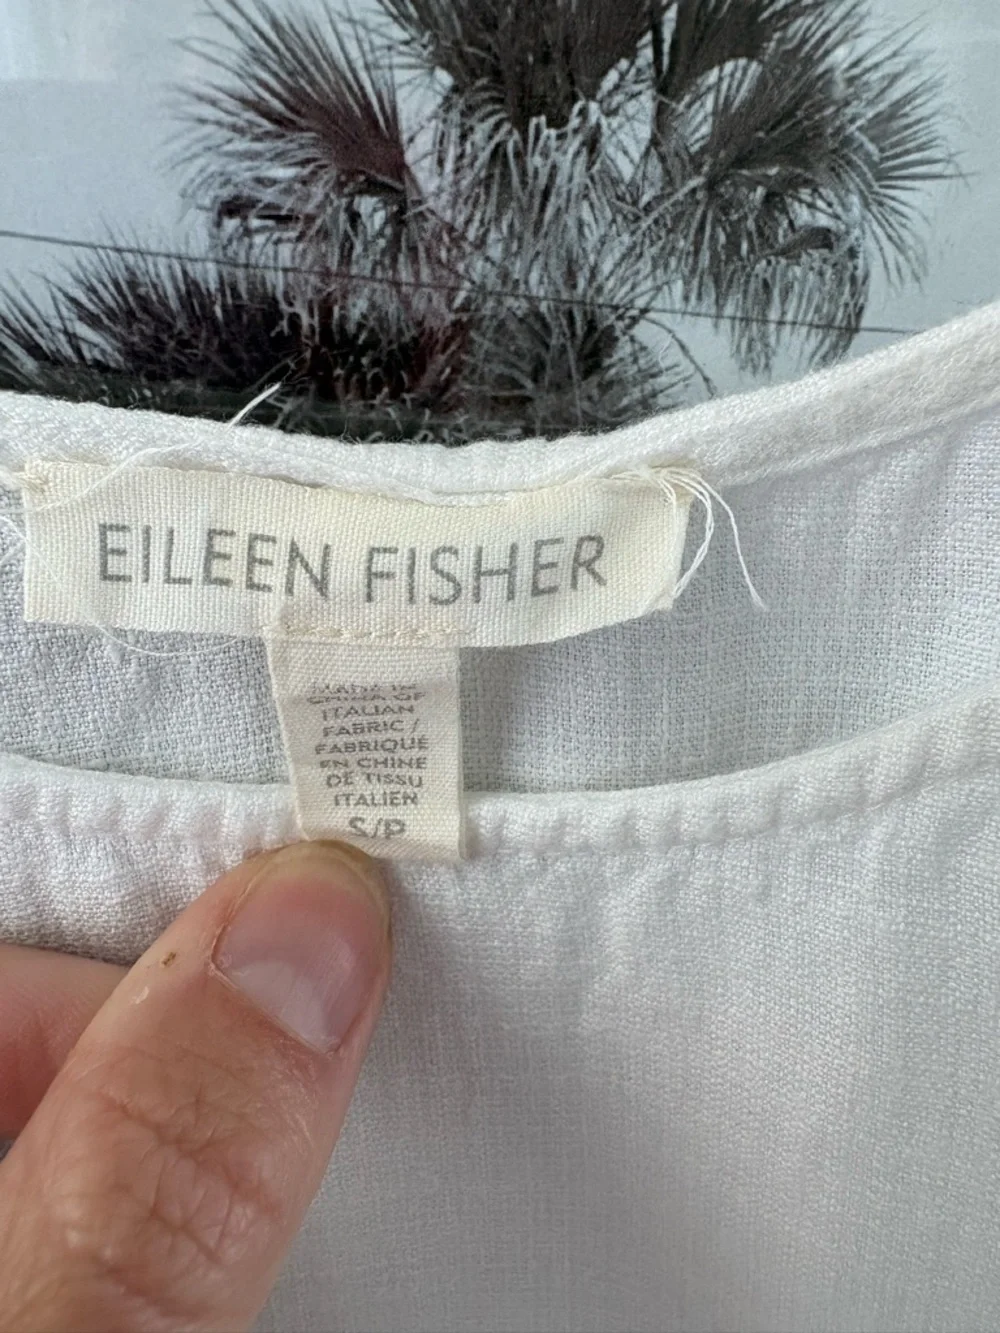 EILEEN FISHER
MADE IN
CHINA OF
ITALIAN
FABRIC /
FABRIQUÉ
EN CHINE
DE TISSU
ITALIEN
S/P